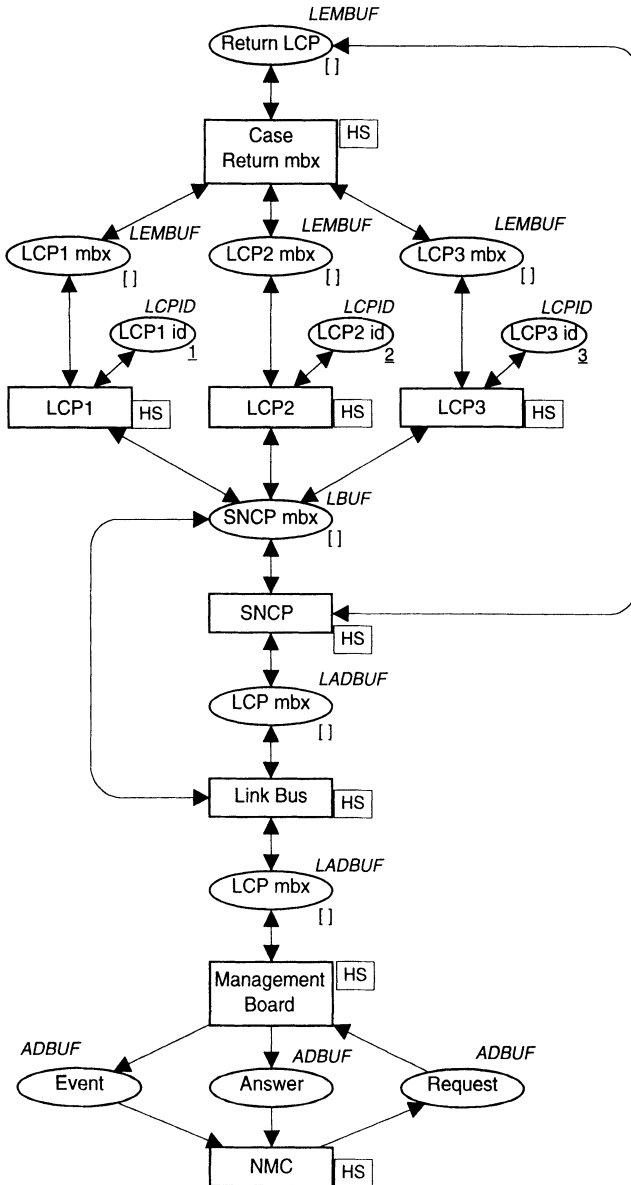 LEMBUF
Return LCP
[ ]
Case
Return mbx
HS
LEMBUF
LCP1 mbx
[ ]
LEMBUF
LCP2 mbx
[ ]
LEMBUF
LCP3 mbx
[ ]
LCPID
LCP1 id
1
LCPID
LCP2 id
2
LCPID
LCP3 id
3
LCP1
HS
LCP2
HS
LCP3
HS
LBUF
SNCP mbx
[ ]
SNCP
HS
LADBUF
LCP mbx
[ ]
Link Bus
HS
LADBUF
LCP mbx
[ ]
Management
Board
HS
ADBUF
Event
ADBUF
Answer
ADBUF
Request
NMC
HS